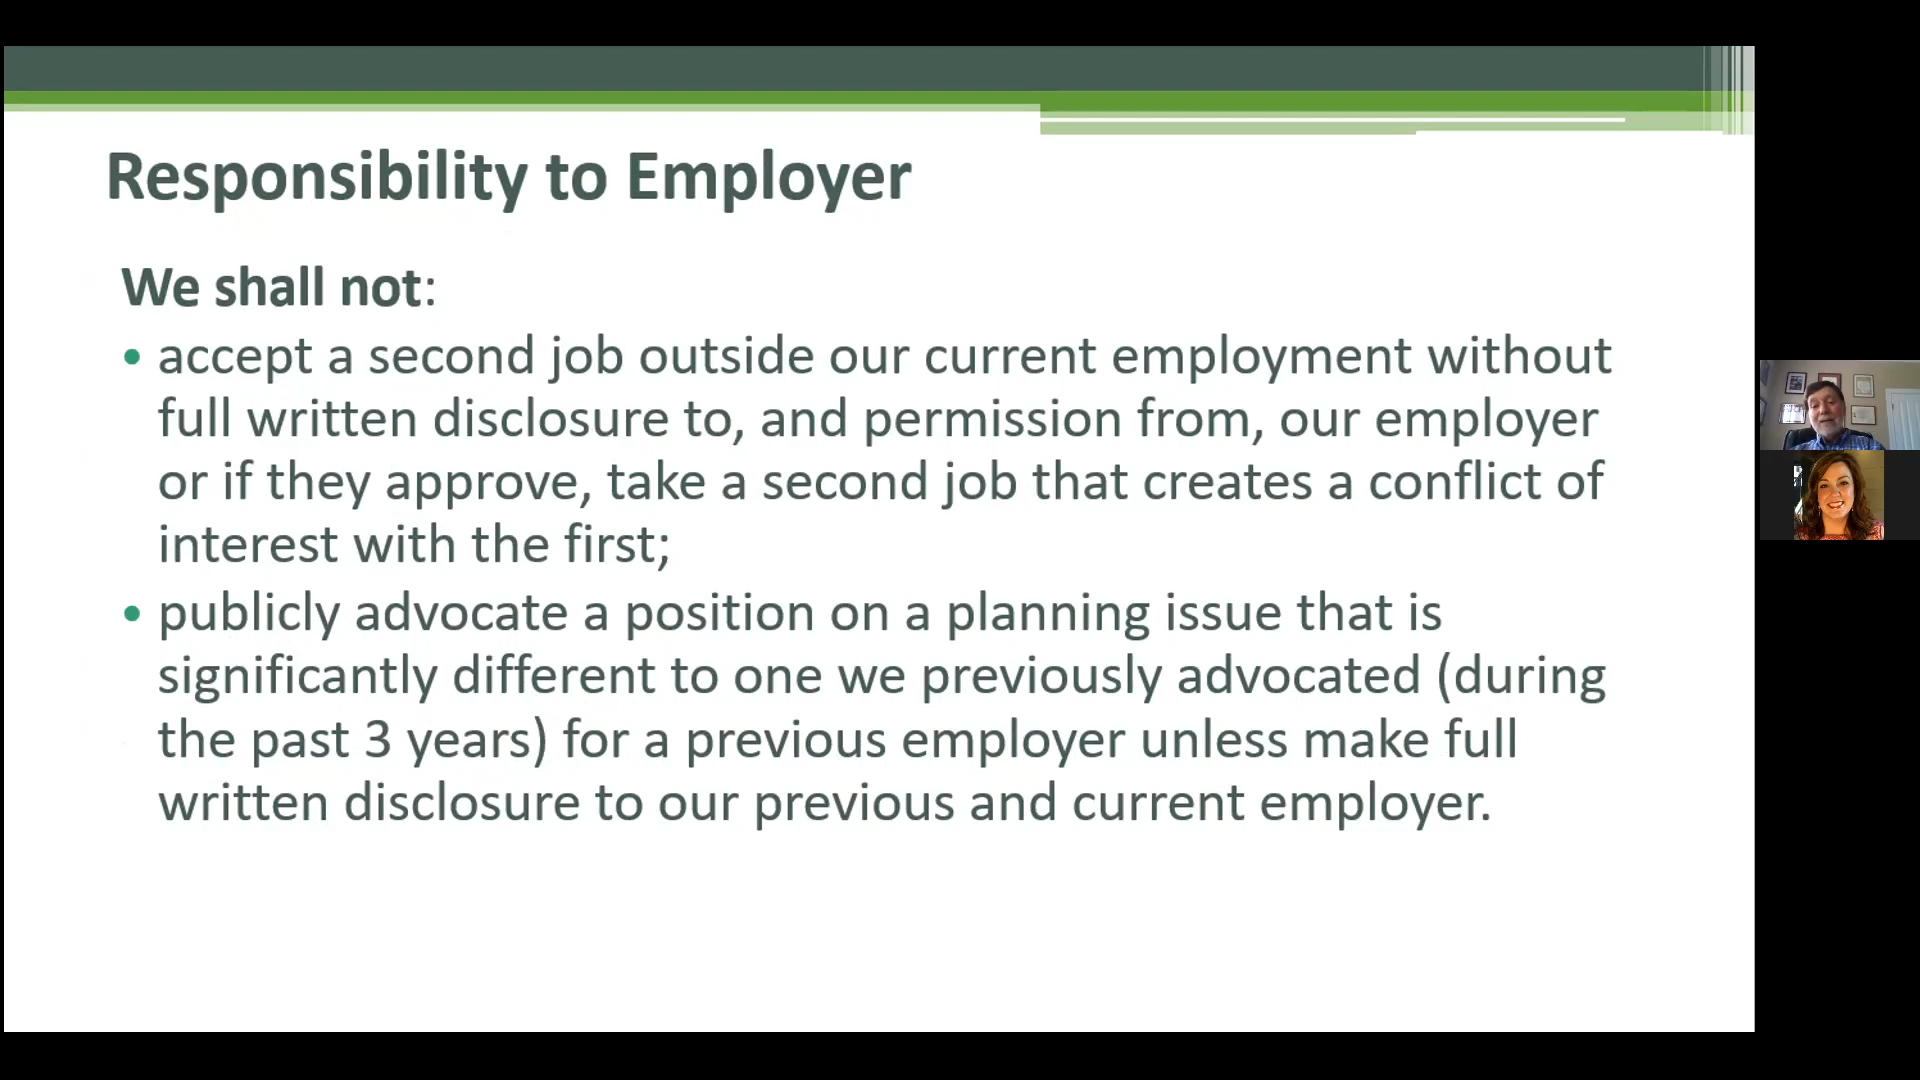 Responsibility to Employer
We shall not:
• accept a second job outside our current employment without
full written disclosure to, and permission from, our employer
or if they approve, take a second job that creates a conflict of
interest with the first;
• publicly advocate a position on a planning issue that is
significantly different to one we previously advocated (during
the past 3 years) for a previous employer unless make full
written disclosure to our previous and current employer.